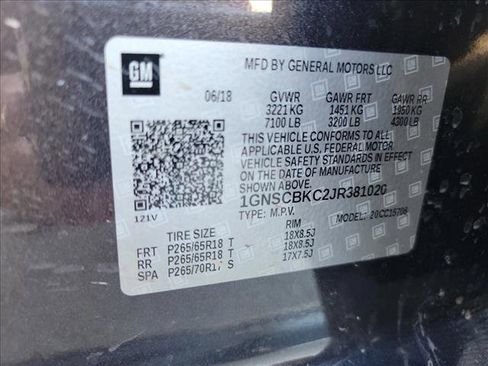 GM
MFD BY GENERAL MOTORS LLC
06/18 GVWR GAWR FRT GAWR RR
3221 KG 1451 KG 1950 KG
7100 LB 3200 LB 4300 LB
THIS VEHICLE CONFORMS TO ALL
APPLICABLE U.S. FEDERAL MOTOR
VEHICLE SAFETY STANDARDS IN EFFECT
ON THE DATE OF MANUFACTURE
SHOWN ABOVE.
1GNSCBKC2JR381026
TYPE: M.P.V. MODEL:
121V
TIRE SIZE RIM
FRT P265/65R18 T 18X8.5J
RR P265/65R18 T 18X8.5J
SPA P265/70R17 S 17X7.5J